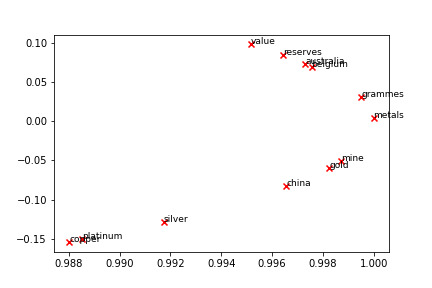 0.10
0.05
0.00
−0.05
−0.10
−0.15
value
reserves
australia
belgium
grammes
metals
mine
gold
china
silver
platinum
copper
0.988 0.990 0.992 0.994 0.996 0.998 1.000